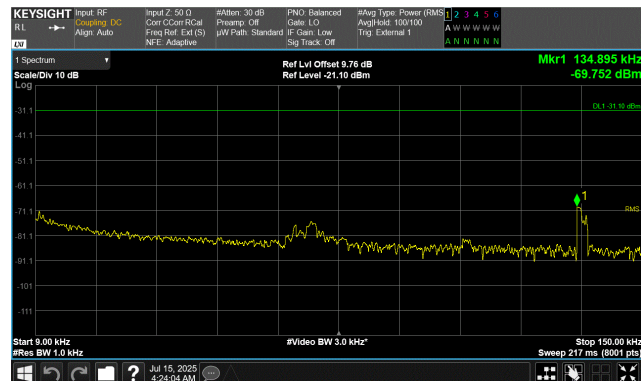 KEYSIGHT Input: RF Input Z: 50 Ω #Atten: 30 dB PNO: Balanced #Avg Type: Power (RMS 1 2 3 4 5 6
RL Coupling: DC Corr CCorr RCal Preamp: Off Gate: LO Avg|Hold: 100/100 A W W W W W
Align: Auto Freq Ref: Ext (S) µW Path: Standard IF Gain: Low Trig: External 1
LXI NFE: Adaptive Sig Track: Off A N N N N N
1 Spectrum Ref Lvl Offset 9.76 dB Mkr1 134.895 kHz
Scale/Div 10 dB Ref Level -21.10 dBm -69.752 dBm
Log
DL1 -31.10 dBm
-31.1
-41.1
-51.1
-61.1
1
-71.1
RMS
-81.1
-91.1
-101
-111
Start 9.00 kHz #Video BW 3.0 kHz* Stop 150.00 kHz
#Res BW 1.0 kHz Sweep 217 ms (8001 pts)
? Jul 15, 2025
4:24:04 AM